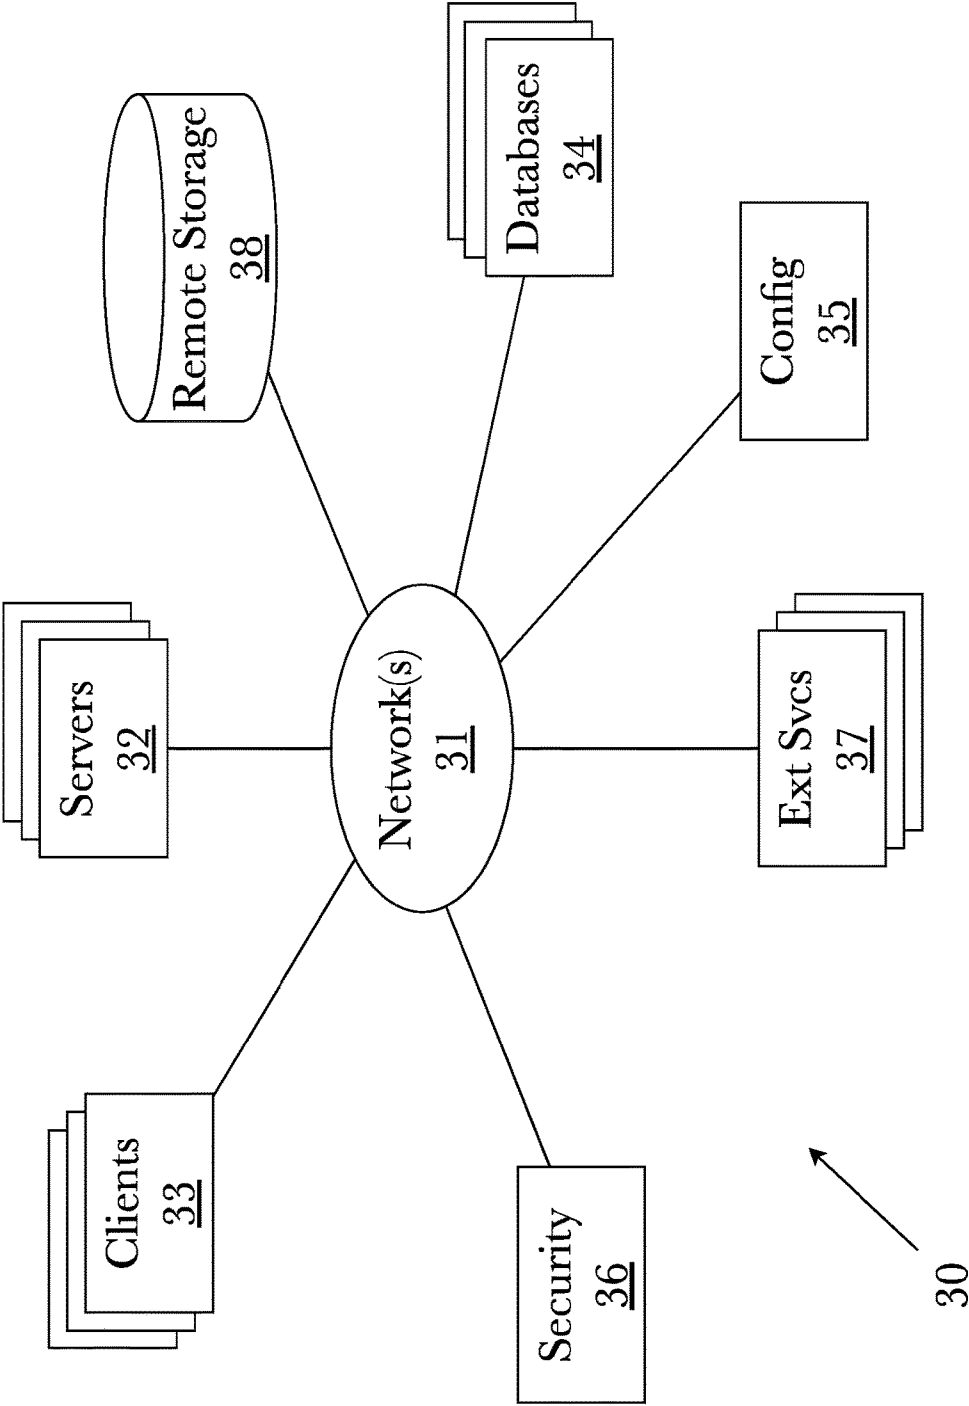 Servers
32
Clients
33
Remote Storage
38
Network(s)
31
Databases
34
Security
36
Config
35
Ext Svcs
37
30